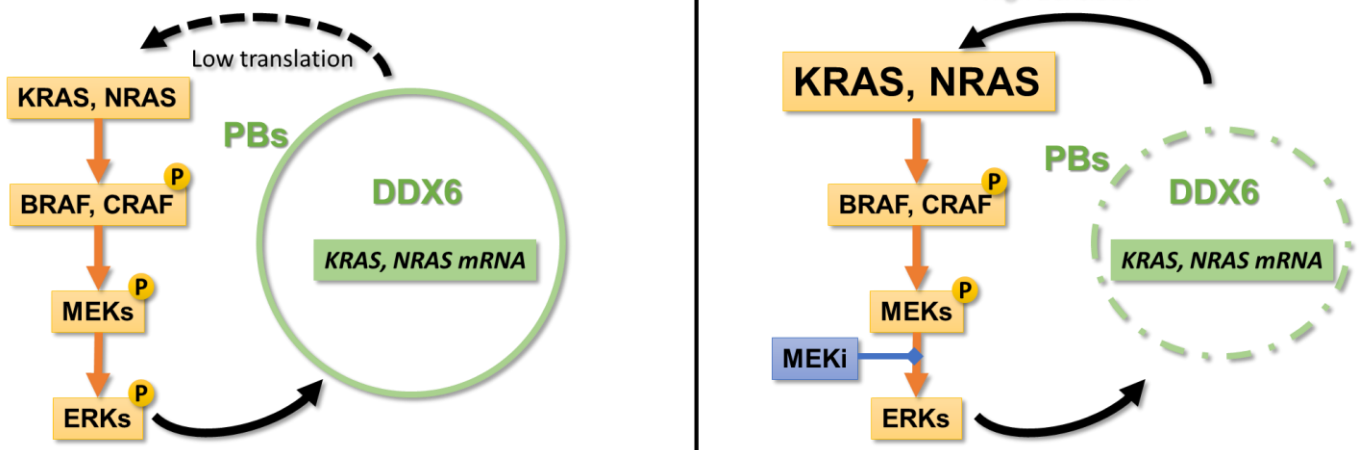 Low translation
KRAS, NRAS
PBs
P
BRAF, CRAF
DDX6
KRAS, NRAS mRNA
P
MEKs
P
ERKs
KRAS, NRAS
PBs
P
BRAF, CRAF
DDX6
KRAS, NRAS mRNA
P
MEKs
MEKi
ERKs